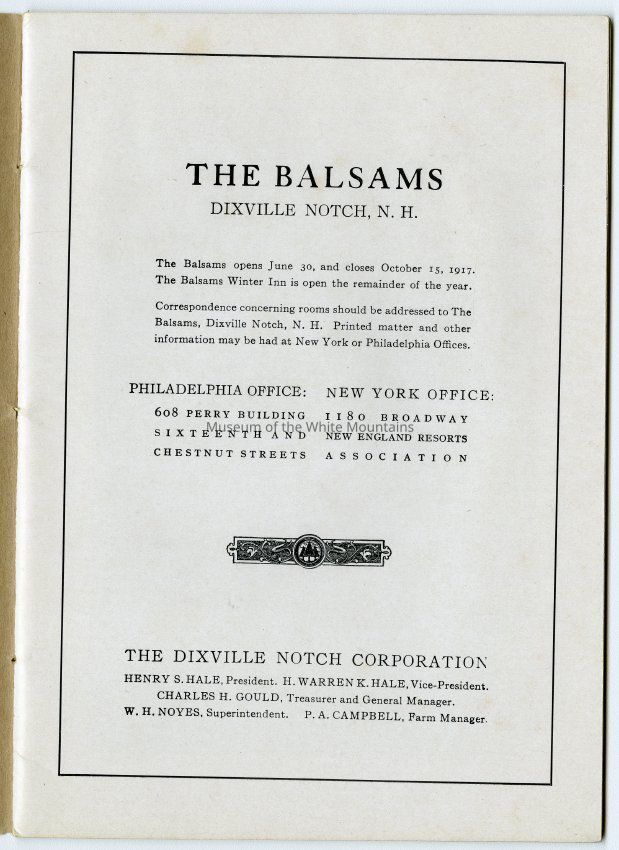 THE BALSAMS
DIXVILLE NOTCH, N. H.
The Balsams opens June 30, and closes October 15, 1917.
The Balsams Winter Inn is open the remainder of the year.
Correspondence concerning rooms should be addressed to The
Balsams, Dixville Notch, N. H. Printed matter and other
information may be had at New York or Philadelphia Offices.
PHILADELPHIA OFFICE:
608 PERRY BUILDING
SIXTEENTH AND
CHESTNUT STREETS
NEW YORK OFFICE:
1180 BROADWAY
NEW ENGLAND RESORTS
ASSOCIATION
Museum of the White Mountains
THE DIXVILLE NOTCH CORPORATION
HENRY S. HALE, President. H. WARREN K. HALE, Vice-President.
CHARLES H. GOULD, Treasurer and General Manager.
W. H. NOYES, Superintendent. P. A. CAMPBELL, Farm Manager.